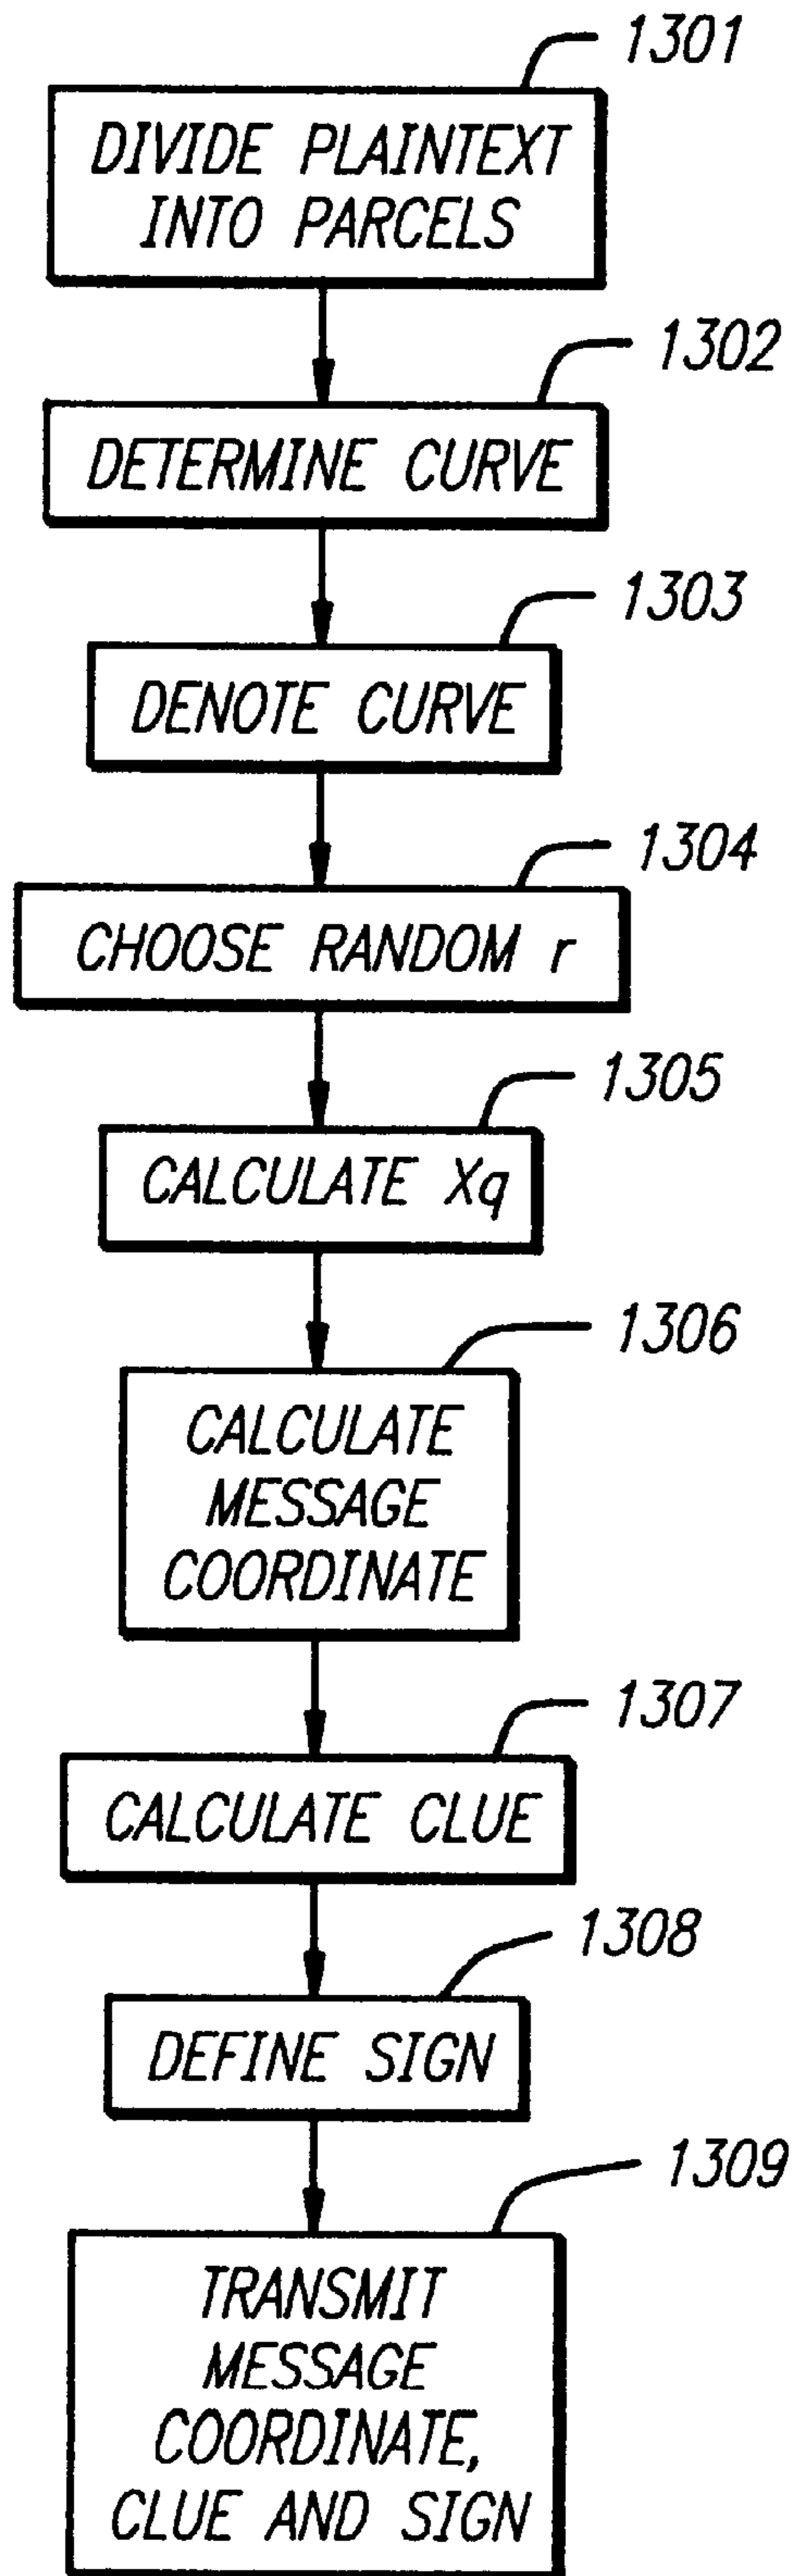 1301
DIVIDE PLAINTEXT
INTO PARCELS
1302
DETERMINE CURVE
1303
DENOTE CURVE
1304
CHOOSE RANDOM r
1305
CALCULATE Xq
1306
CALCULATE
MESSAGE
COORDINATE
1307
CALCULATE CLUE
1308
DEFINE SIGN
1309
TRANSMIT
MESSAGE
COORDINATE,
CLUE AND SIGN